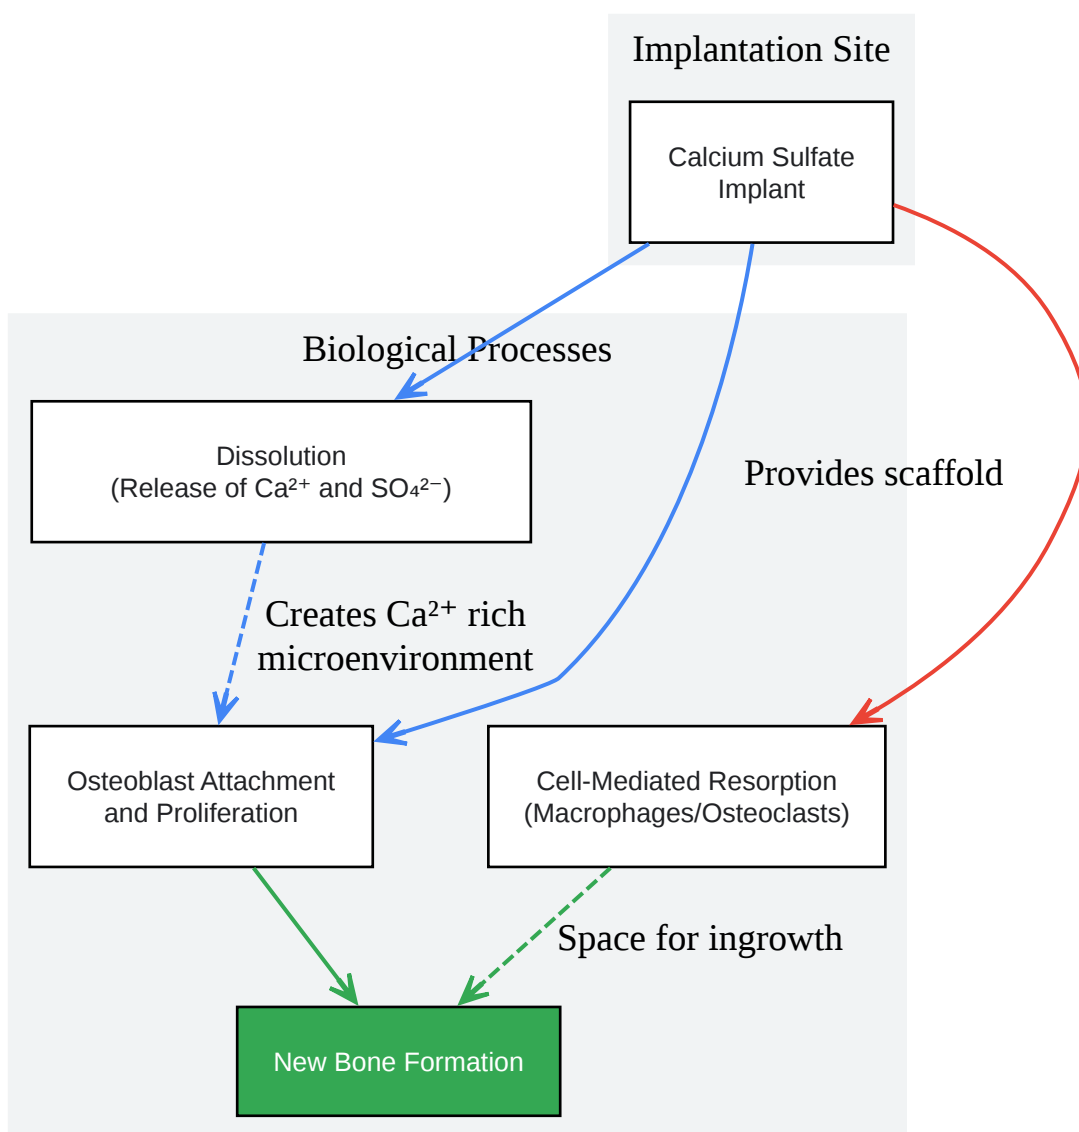 Implantation Site
Calcium Sulfate
Implant
Biological Processes
Dissolution
(Release of Ca²⁺ and SO₄²⁻)
Provides scaffold
Creates Ca²⁺ rich
microenvironment
Osteoblast Attachment
and Proliferation
Cell-Mediated Resorption
(Macrophages/Osteoclasts)
Space for ingrowth
New Bone Formation